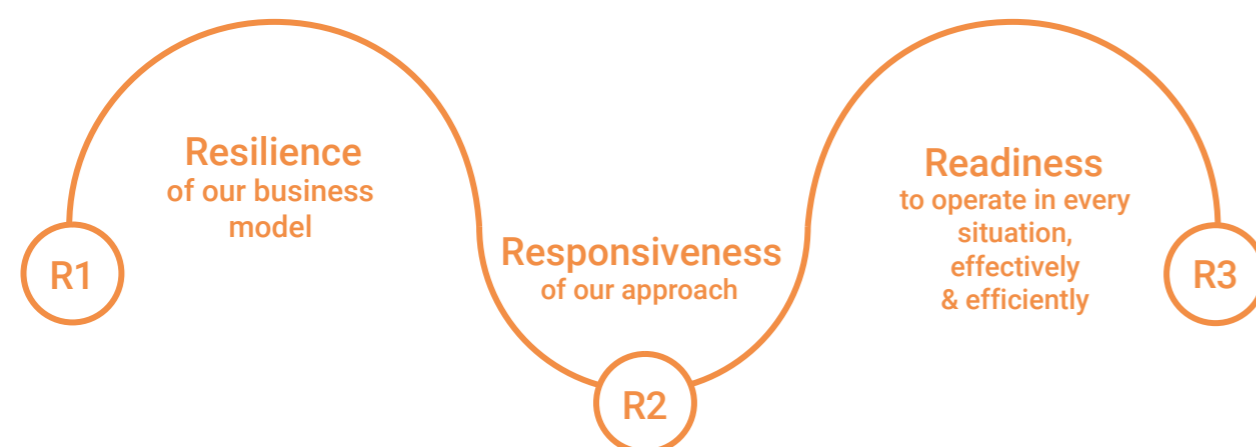 R1
Resilience
of our business
model
Responsiveness
of our approach
R2
Readiness
to operate in every
situation,
effectively
& efficiently
R3